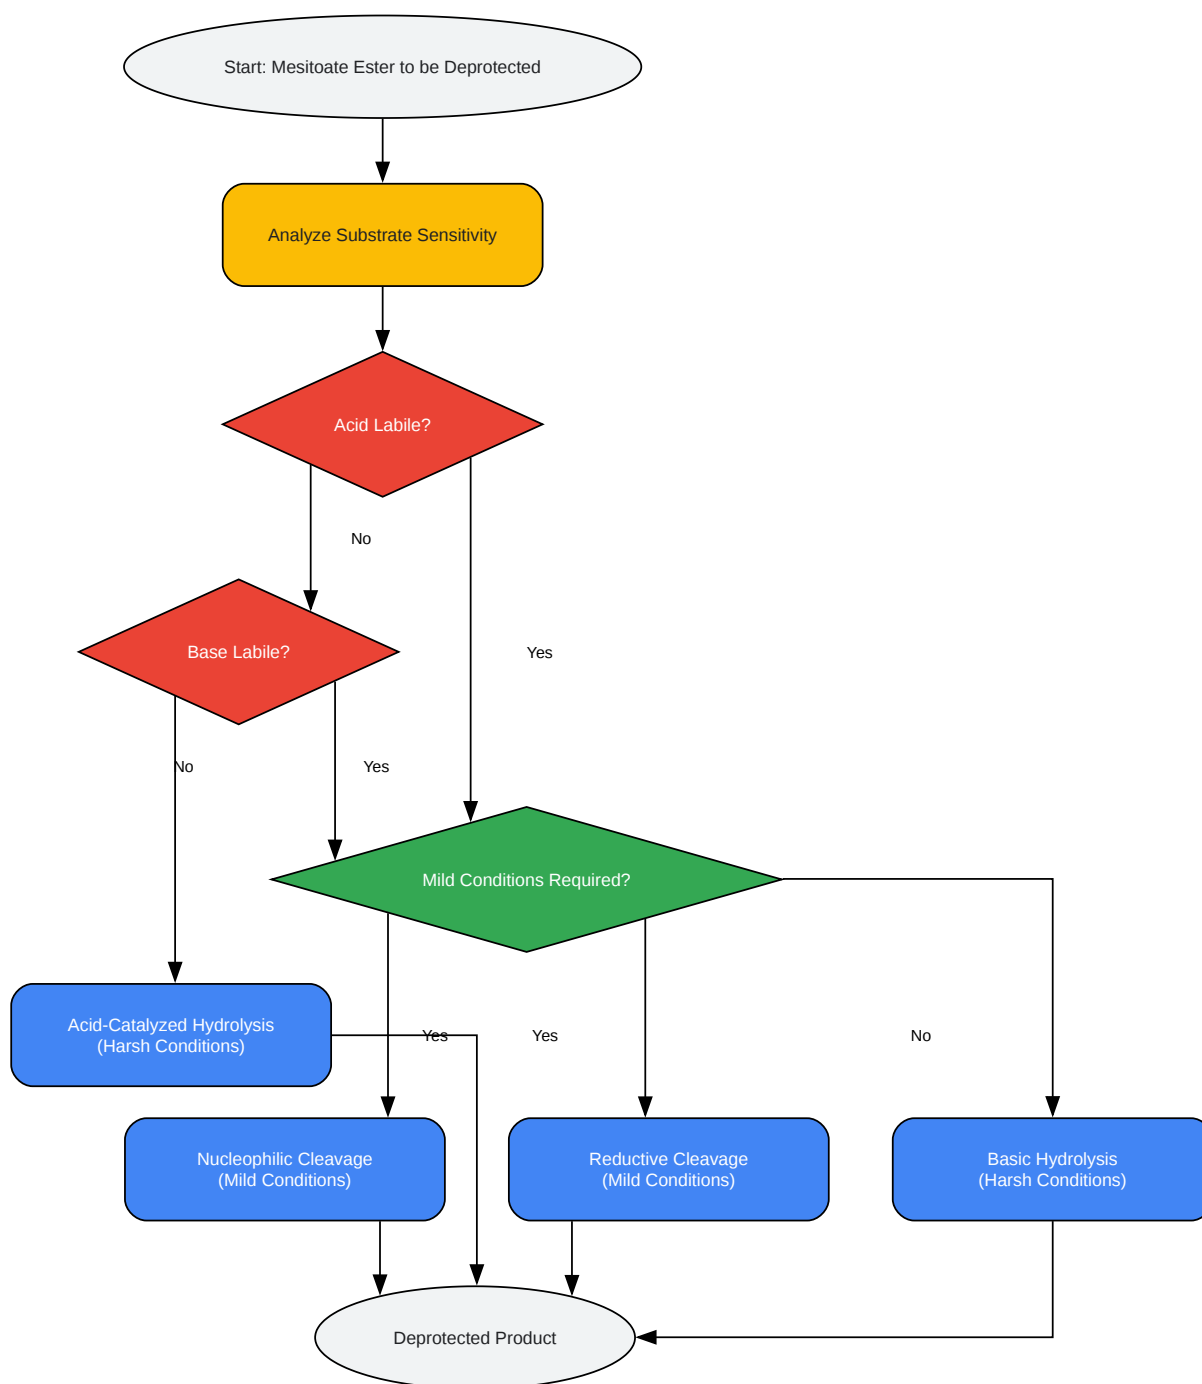 Start: Mesitoate Ester to be Deprotected
Analyze Substrate Sensitivity
Acid Labile?
No
Base Labile?
Yes
No
Yes
Mild Conditions Required?
Acid-Catalyzed Hydrolysis
(Harsh Conditions)
Yes
Yes
No
Nucleophilic Cleavage
(Mild Conditions)
Reductive Cleavage
(Mild Conditions)
Basic Hydrolysis
(Harsh Conditions)
Deprotected Product